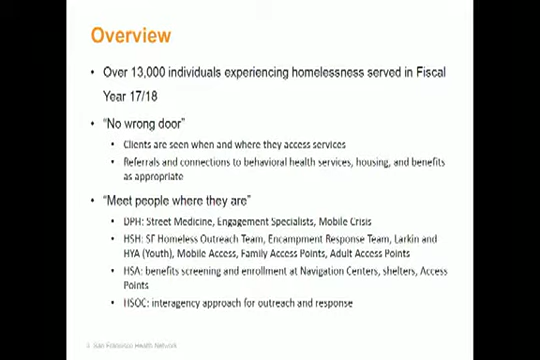 Overview
• Over 13,000 individuals experiencing homelessness served in Fiscal
Year 17/18
• "No wrong door"
• Clients are seen when and where they access services
• Referrals and connections to behavioral health services, housing, and benefits
as appropriate
• "Meet people where they are"
• DPH: Street Medicine, Engagement Specialists, Mobile Crisis
• HSH: SF Homeless Outreach Team, Encampment Response Team, Larkin and
HYA (Youth), Mobile Access, Family Access Points, Adult Access Points
• HSA: benefits screening and enrollment at Navigation Centers, shelters, Access
Points
• HSOC: interagency approach for outreach and response
San Francisco Health Network